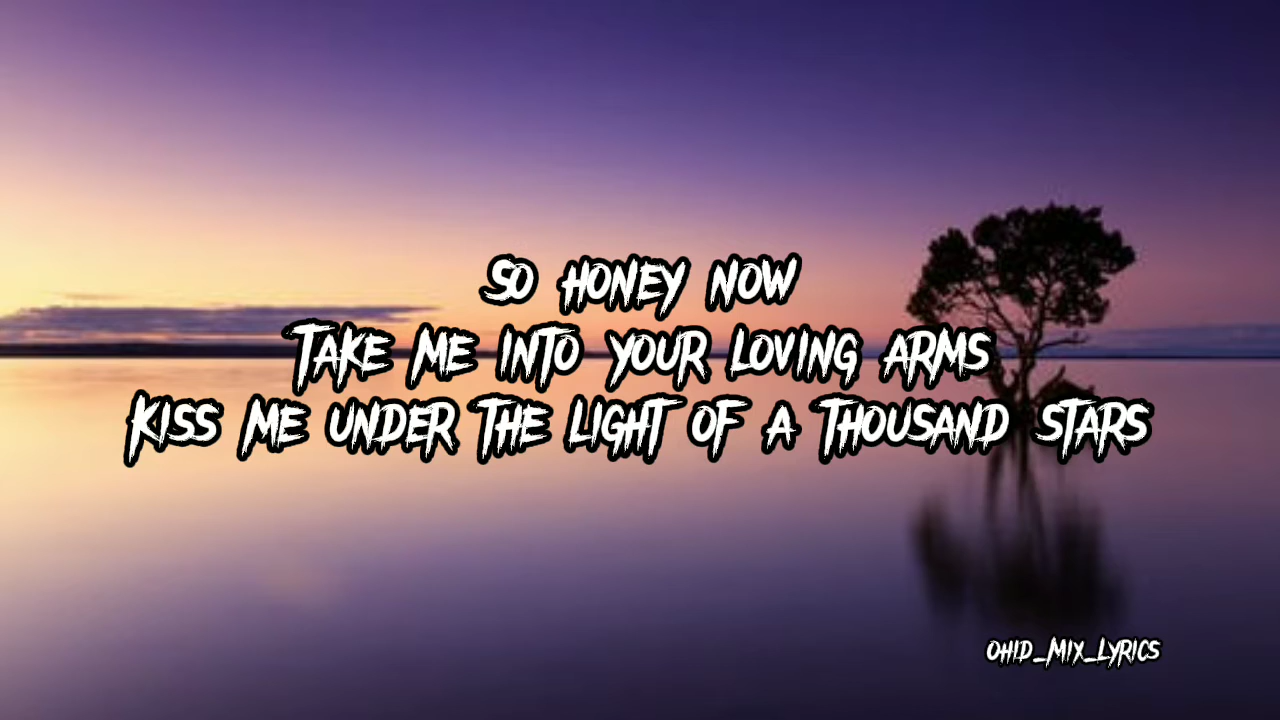 So Honey now
Take me into your loving arms
Kiss me under the light of a thousand stars
Ohid_Mix_Lyrics